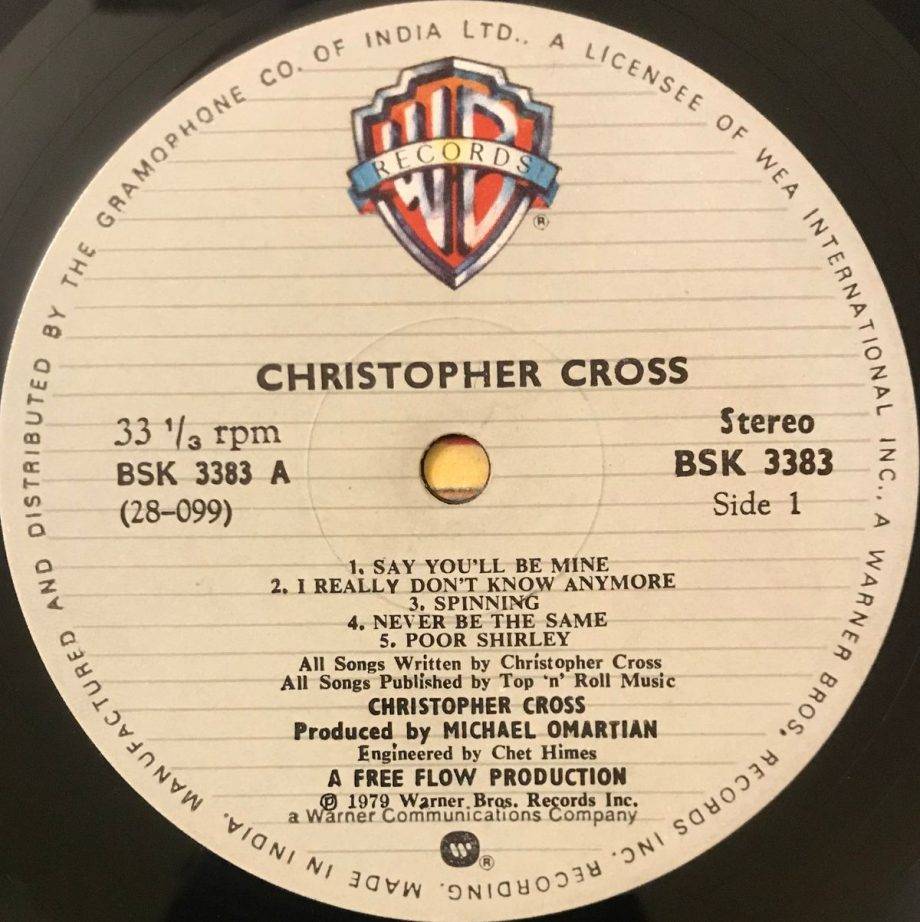 MANUFACTURED AND DISTRIBUTED BY THE GRAMOPHONE CO. OF INDIA LTD.. A LICENSEE OF WEA INTERNATIONAL INC., A WARNER BROS. RECORDS INC. RECORDING. MADE IN INDIA.
WB
RECORDS
®
CHRISTOPHER CROSS
33 ¹/₃ rpm
BSK 3383 A
(28-099)
Stereo
BSK 3383
Side 1
1. SAY YOU'LL BE MINE
2. I REALLY DON'T KNOW ANYMORE
3. SPINNING
4. NEVER BE THE SAME
5. POOR SHIRLEY
All Songs Written by Christopher Cross
All Songs Published by Top 'n' Roll Music
CHRISTOPHER CROSS
Produced by MICHAEL OMARTIAN
Engineered by Chet Himes
A FREE FLOW PRODUCTION
℗ 1979 Warner Bros. Records Inc.
a Warner Communications Company
®